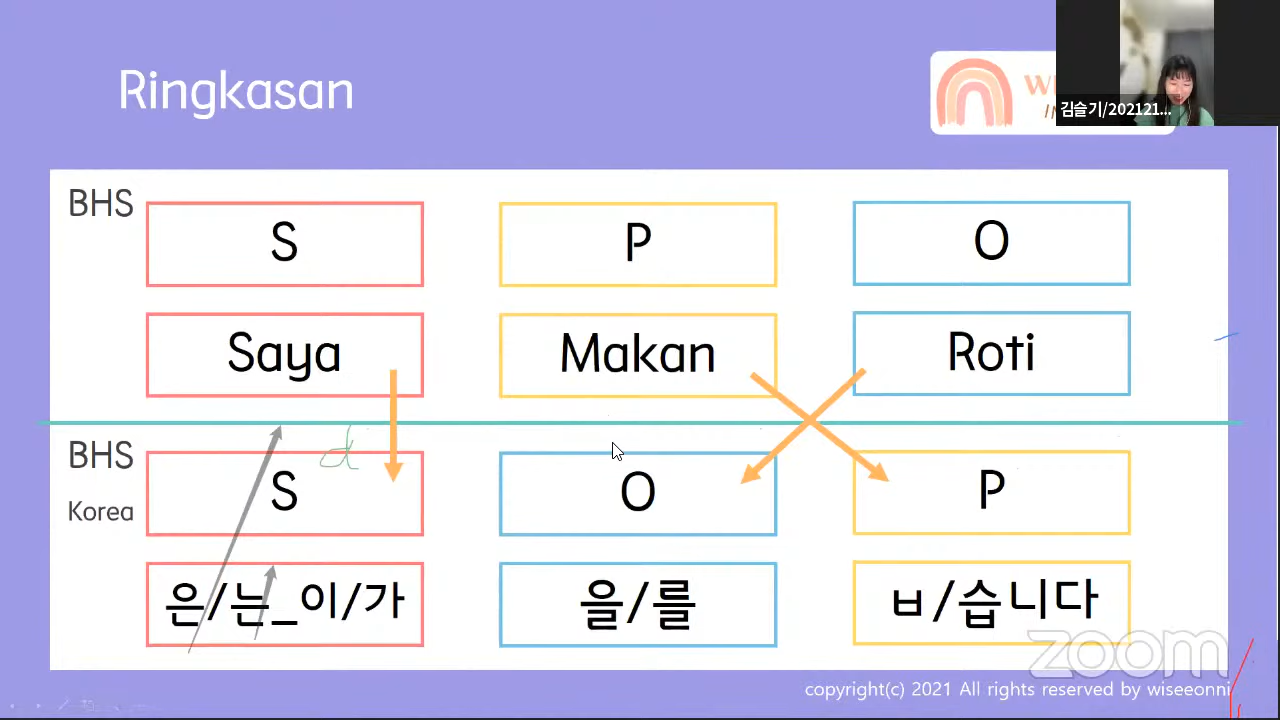 Ringkasan
김슬기/202121...
BHS
S
P
O
Saya
Makan
Roti
BHS
Korea
S
O
P
은/는_이/가
을/를
ㅂ/습니다
zoom
copyright(c) 2021 All rights reserved by wiseeonni